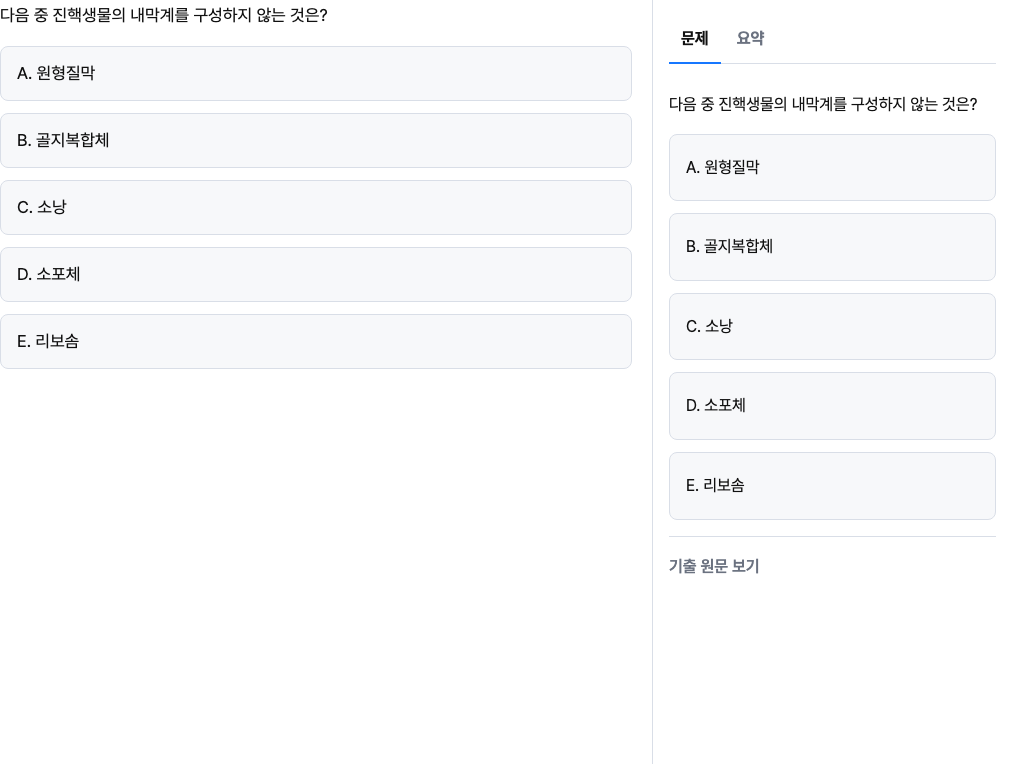 다음 중 진핵생물의 내막계를 구성하지 않는 것은?
A. 원형질막
B. 골지복합체
C. 소낭
D. 소포체
E. 리보솜
문제 요약
다음 중 진핵생물의 내막계를 구성하지 않는 것은?
A. 원형질막
B. 골지복합체
C. 소낭
D. 소포체
E. 리보솜
기출 원문 보기